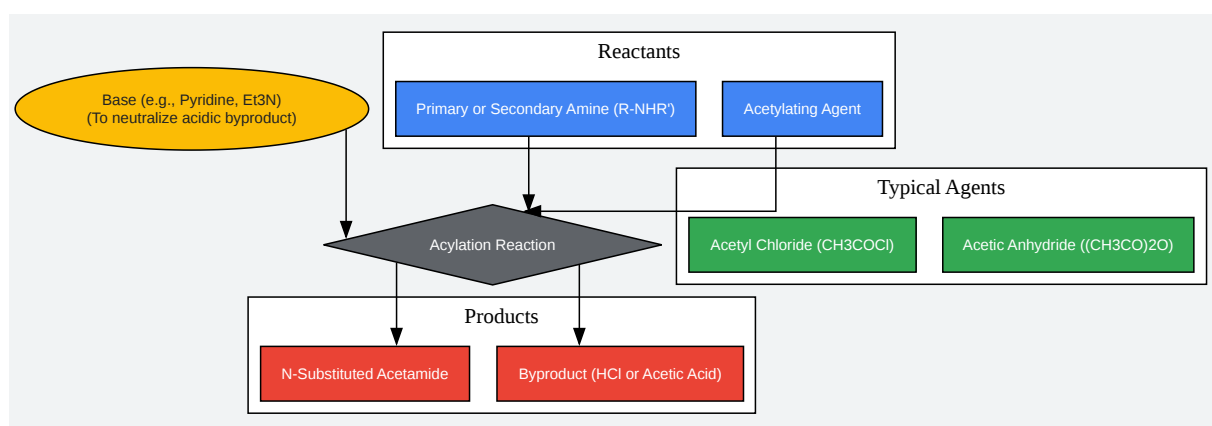 Reactants
Base (e.g., Pyridine, Et3N)
(To neutralize acidic byproduct)
Primary or Secondary Amine (R-NHR')
Acetylating Agent
Typical Agents
Acylation Reaction
Acetyl Chloride (CH3COCl)
Acetic Anhydride ((CH3CO)2O)
Products
N-Substituted Acetamide
Byproduct (HCl or Acetic Acid)